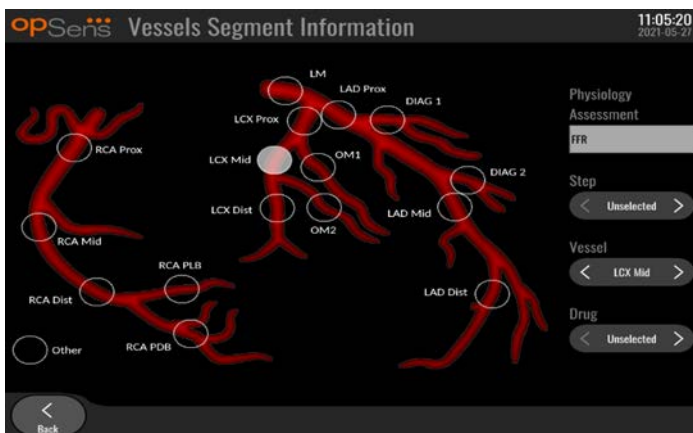 opSens Vessels Segment Information
11:05:20
2021-05-27
LM
LAD Prox
DIAG 1
LCX Prox
RCA Prox
LCX Mid
OM1
DIAG 2
LCX Dist
OM2
LAD Mid
RCA Mid
RCA PLB
RCA Dist
LAD Dist
RCA PDB
Other
Physiology
Assessment
FFR
Step
< Unselected >
Vessel
< LCX Mid >
Drug
< Unselected >
<
Back